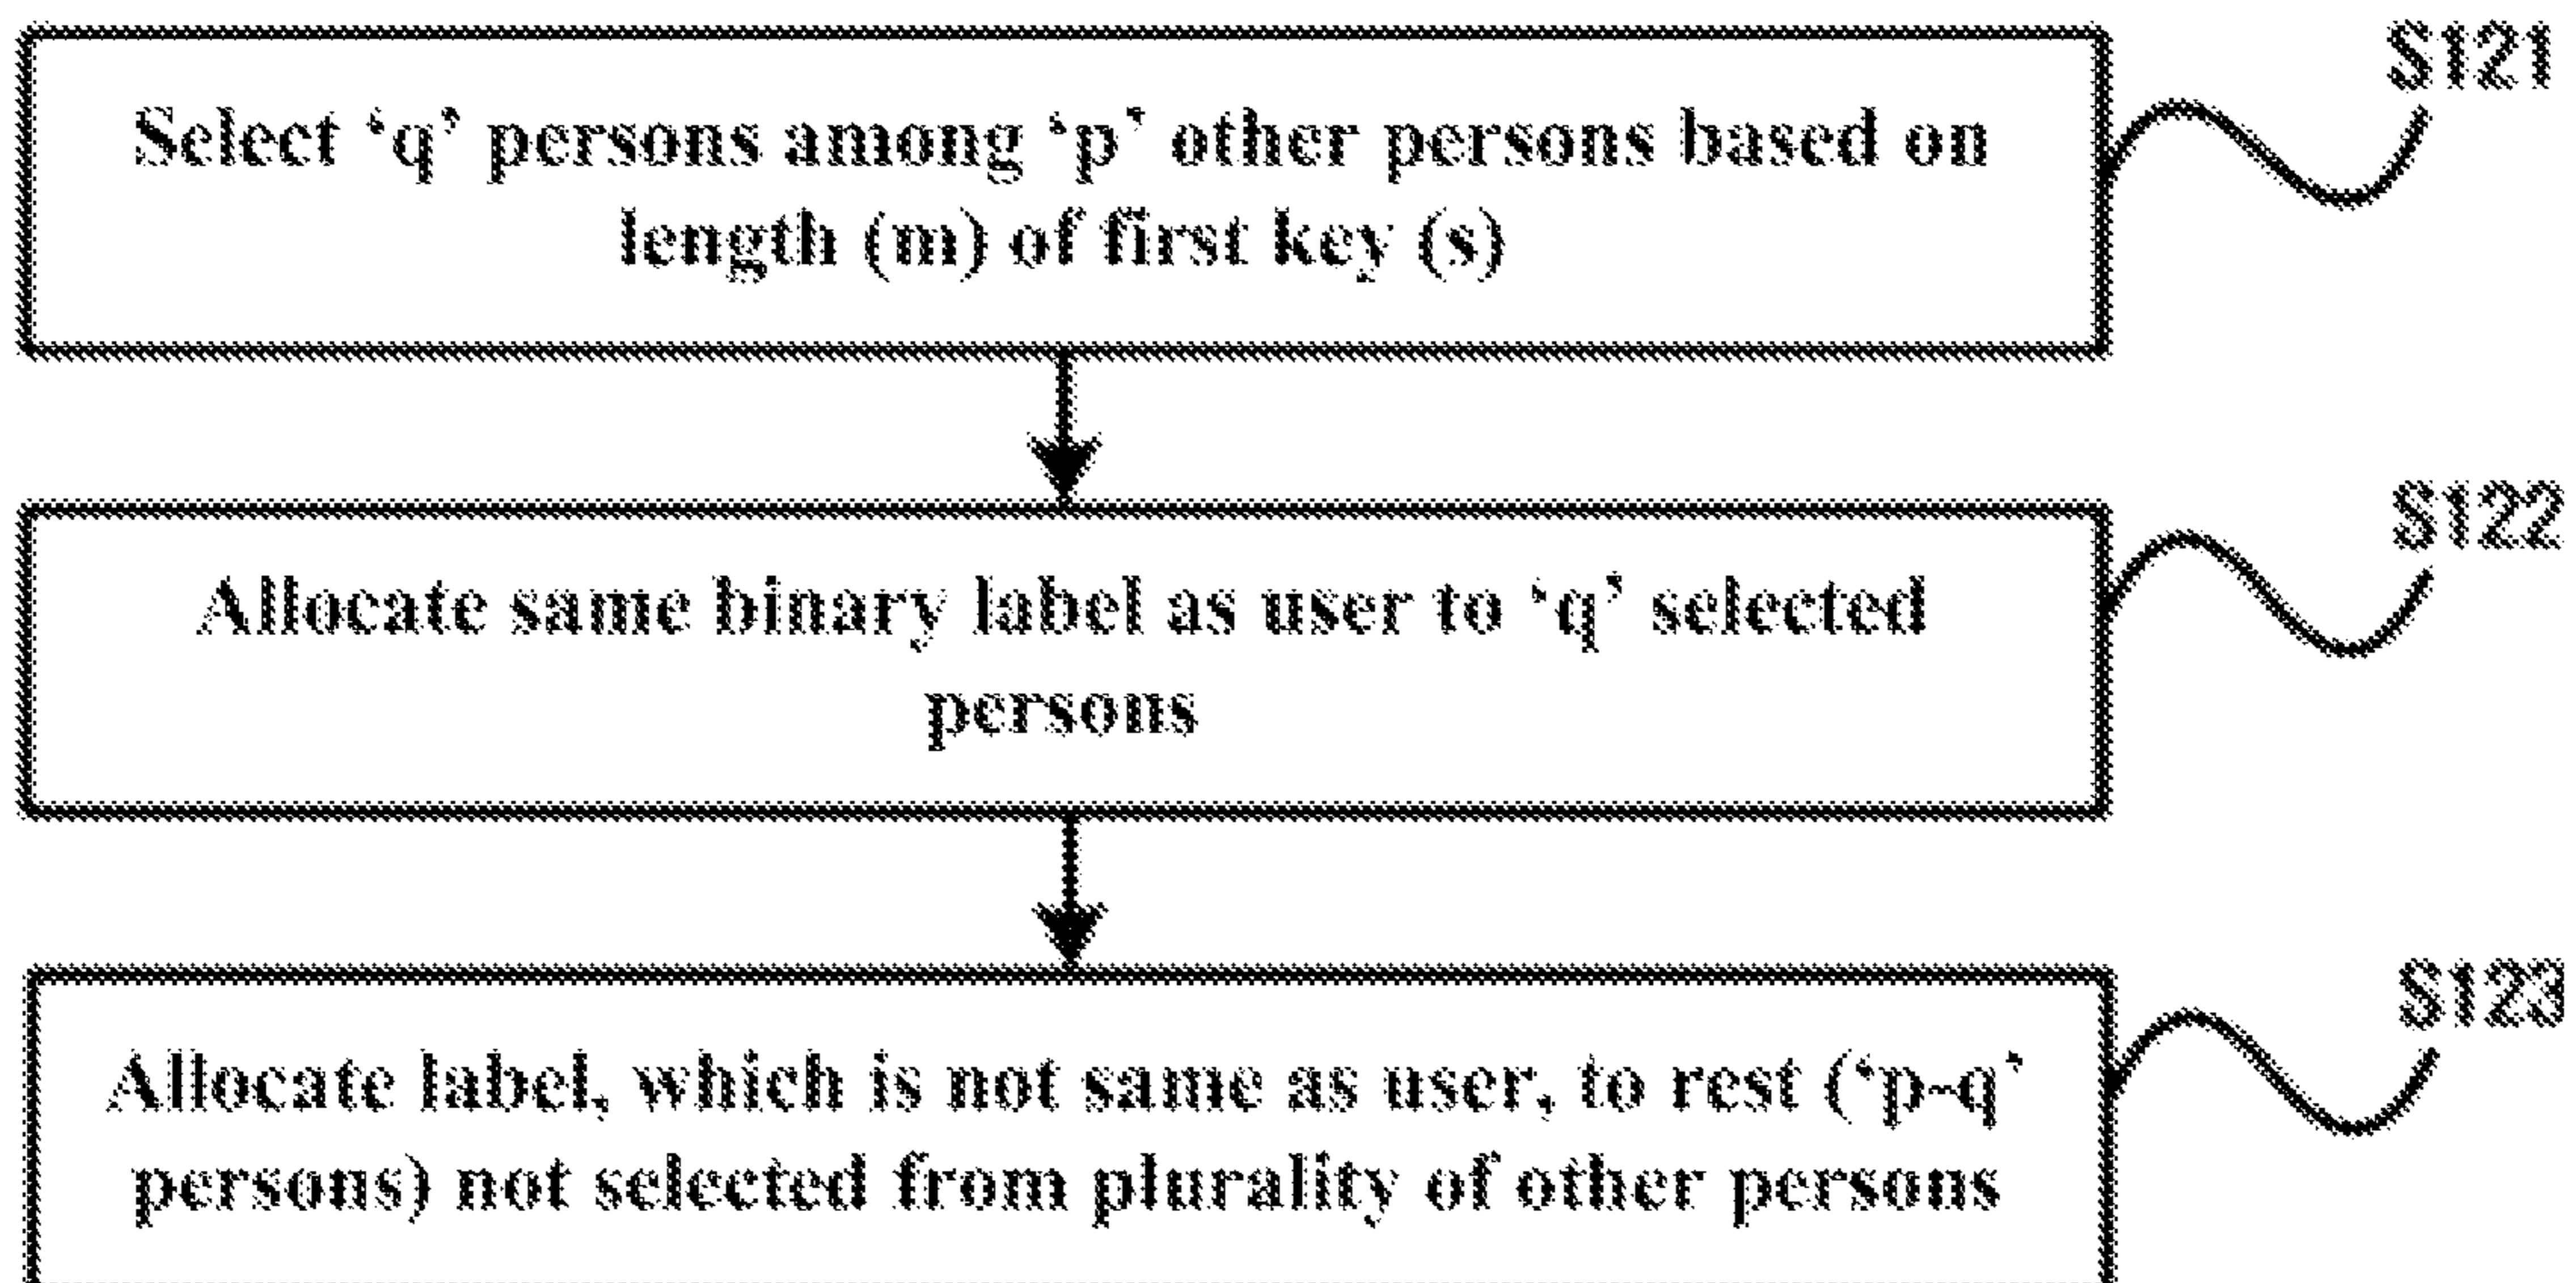 S121
Select ‘q’ persons among ‘p’ other persons based on
length (m) of first key (s)
S122
Allocate same binary label as user to ‘q’ selected
persons
S123
Allocate label, which is not same as user, to rest (‘p-q’
persons) not selected from plurality of other persons